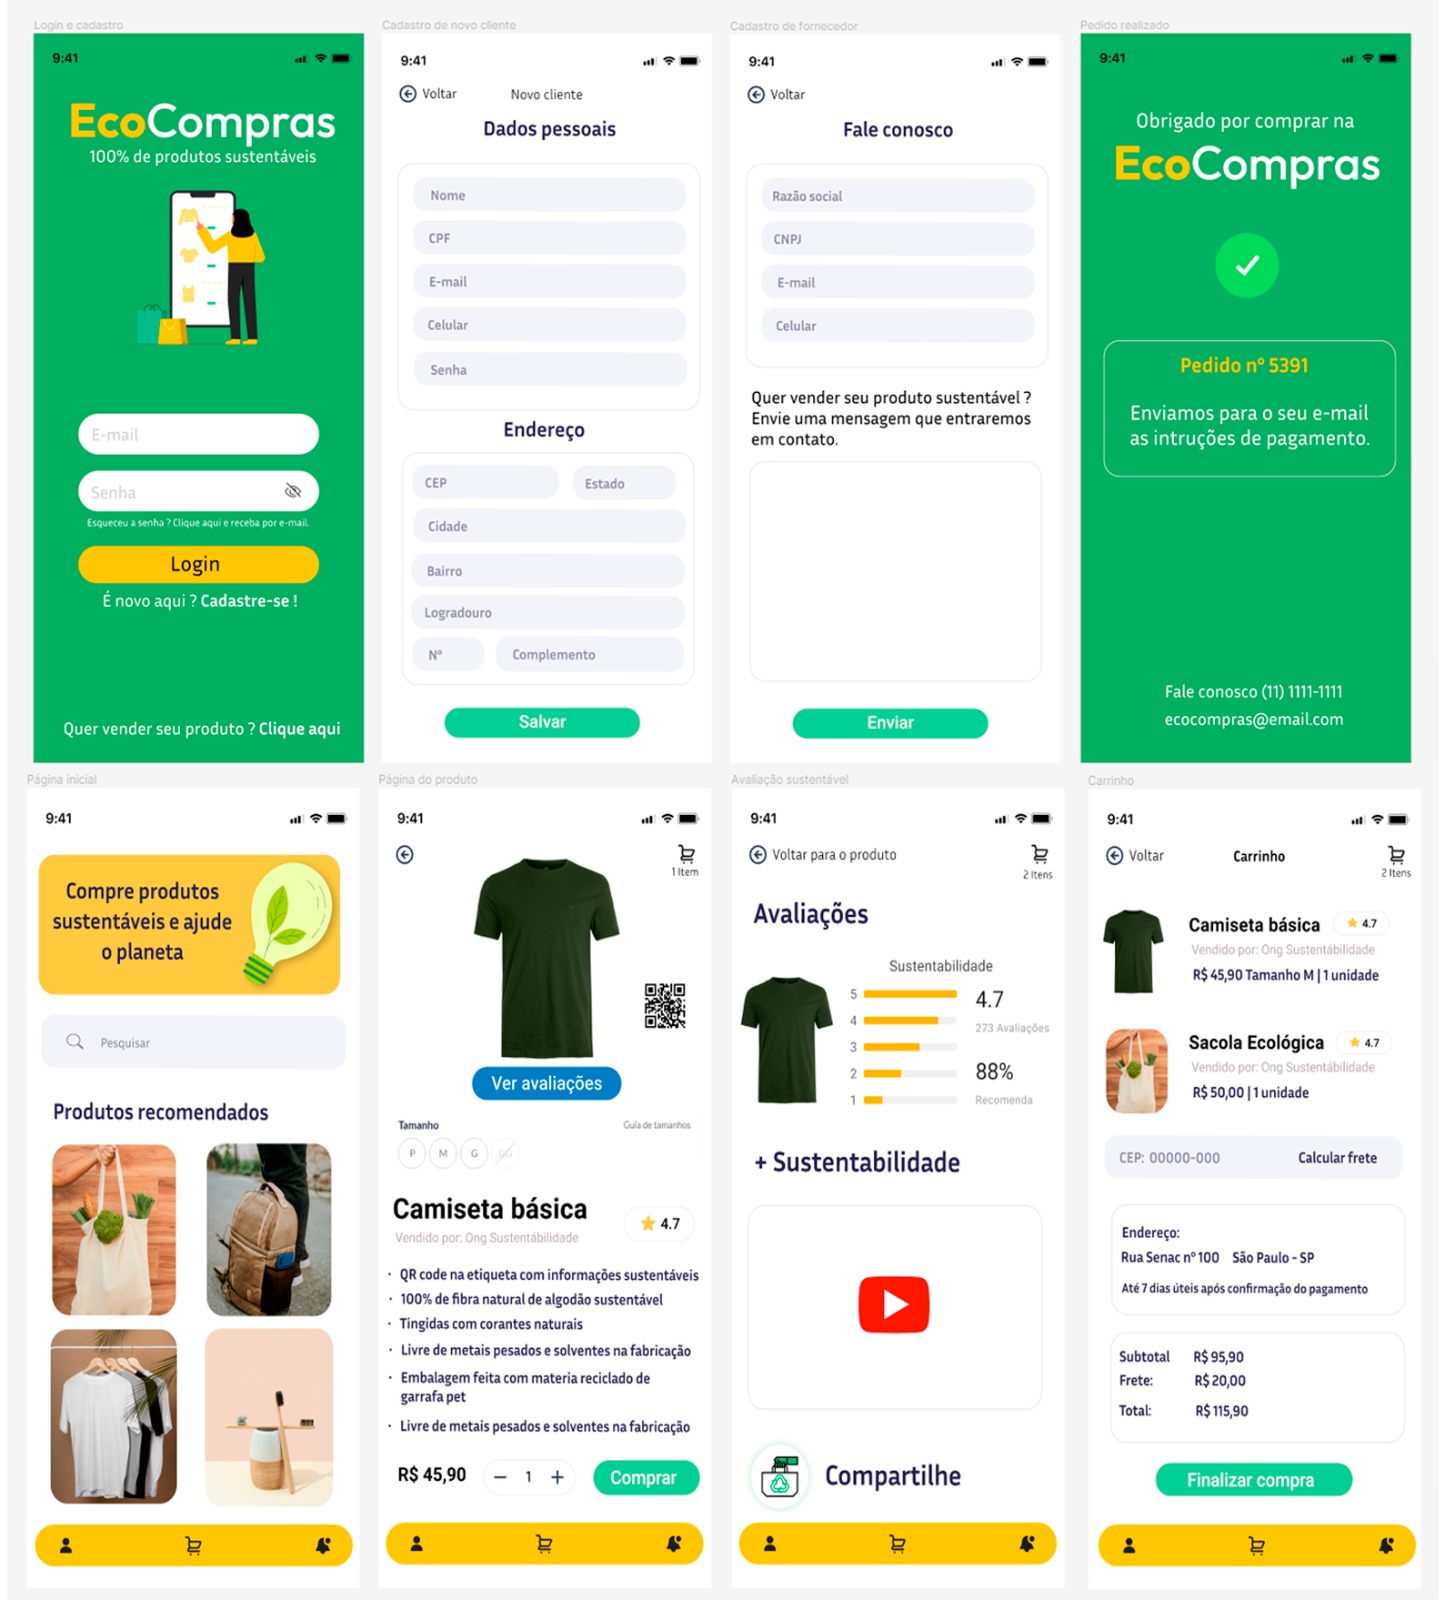 Login e cadastro
9:41
EcoCompras
100% de produtos sustentáveis
E-mail
Senha
Esqueceu a senha ? Clique aqui e receba por e-mail.
Login
É novo aqui ? Cadastre-se !
Quer vender seu produto ? Clique aqui
Cadastro de novo cliente
9:41
Voltar
Novo cliente
Dados pessoais
Nome
CPF
E-mail
Celular
Senha
Endereço
CEP
Estado
Cidade
Bairro
Logradouro
Nº
Complemento
Salvar
Cadastro de fornecedor
9:41
Voltar
Fale conosco
Razão social
CNPJ
E-mail
Celular
Quer vender seu produto sustentável ?
Envie uma mensagem que entraremos
em contato.
Enviar
Pedido realizado
9:41
Obrigado por comprar na
EcoCompras
Pedido nº 5391
Enviamos para o seu e-mail
as intruções de pagamento.
Fale conosco (11) 1111-1111
ecocompras@email.com
Página inicial
9:41
Compre produtos
sustentáveis e ajude
o planeta
Pesquisar
Produtos recomendados
Página do produto
9:41
1 Item
Ver avaliações
Tamanho
Guia de tamanhos
P
M
G
GG
Camiseta básica
4.7
Vendido por: Ong Sustentábilidade
· QR code na etiqueta com informações sustentáveis
· 100% de fibra natural de algodão sustentável
· Tingidas com corantes naturais
· Livre de metais pesados e solventes na fabricação
· Embalagem feita com materia reciclado de
garrafa pet
· Livre de metais pesados e solventes na fabricação
R$ 45,90
− 1 +
Comprar
Avaliação sustentável
9:41
Voltar para o produto
2 Itens
Avaliações
Sustentabilidade
5
4
3
2
1
4.7
273 Avaliações
88%
Recomenda
+ Sustentabilidade
Compartilhe
Carrinho
9:41
Voltar
Carrinho
2 Itens
Camiseta básica
4.7
Vendido por: Ong Sustentábilidade
R$ 45,90 Tamanho M | 1 unidade
Sacola Ecológica
4.7
Vendido por: Ong Sustentábilidade
R$ 50,00 | 1 unidade
CEP: 00000-000
Calcular frete
Endereço:
Rua Senac nº 100 São Paulo - SP
Até 7 dias úteis após confirmação do pagamento
Subtotal R$ 95,90
Frete: R$ 20,00
Total: R$ 115,90
Finalizar compra